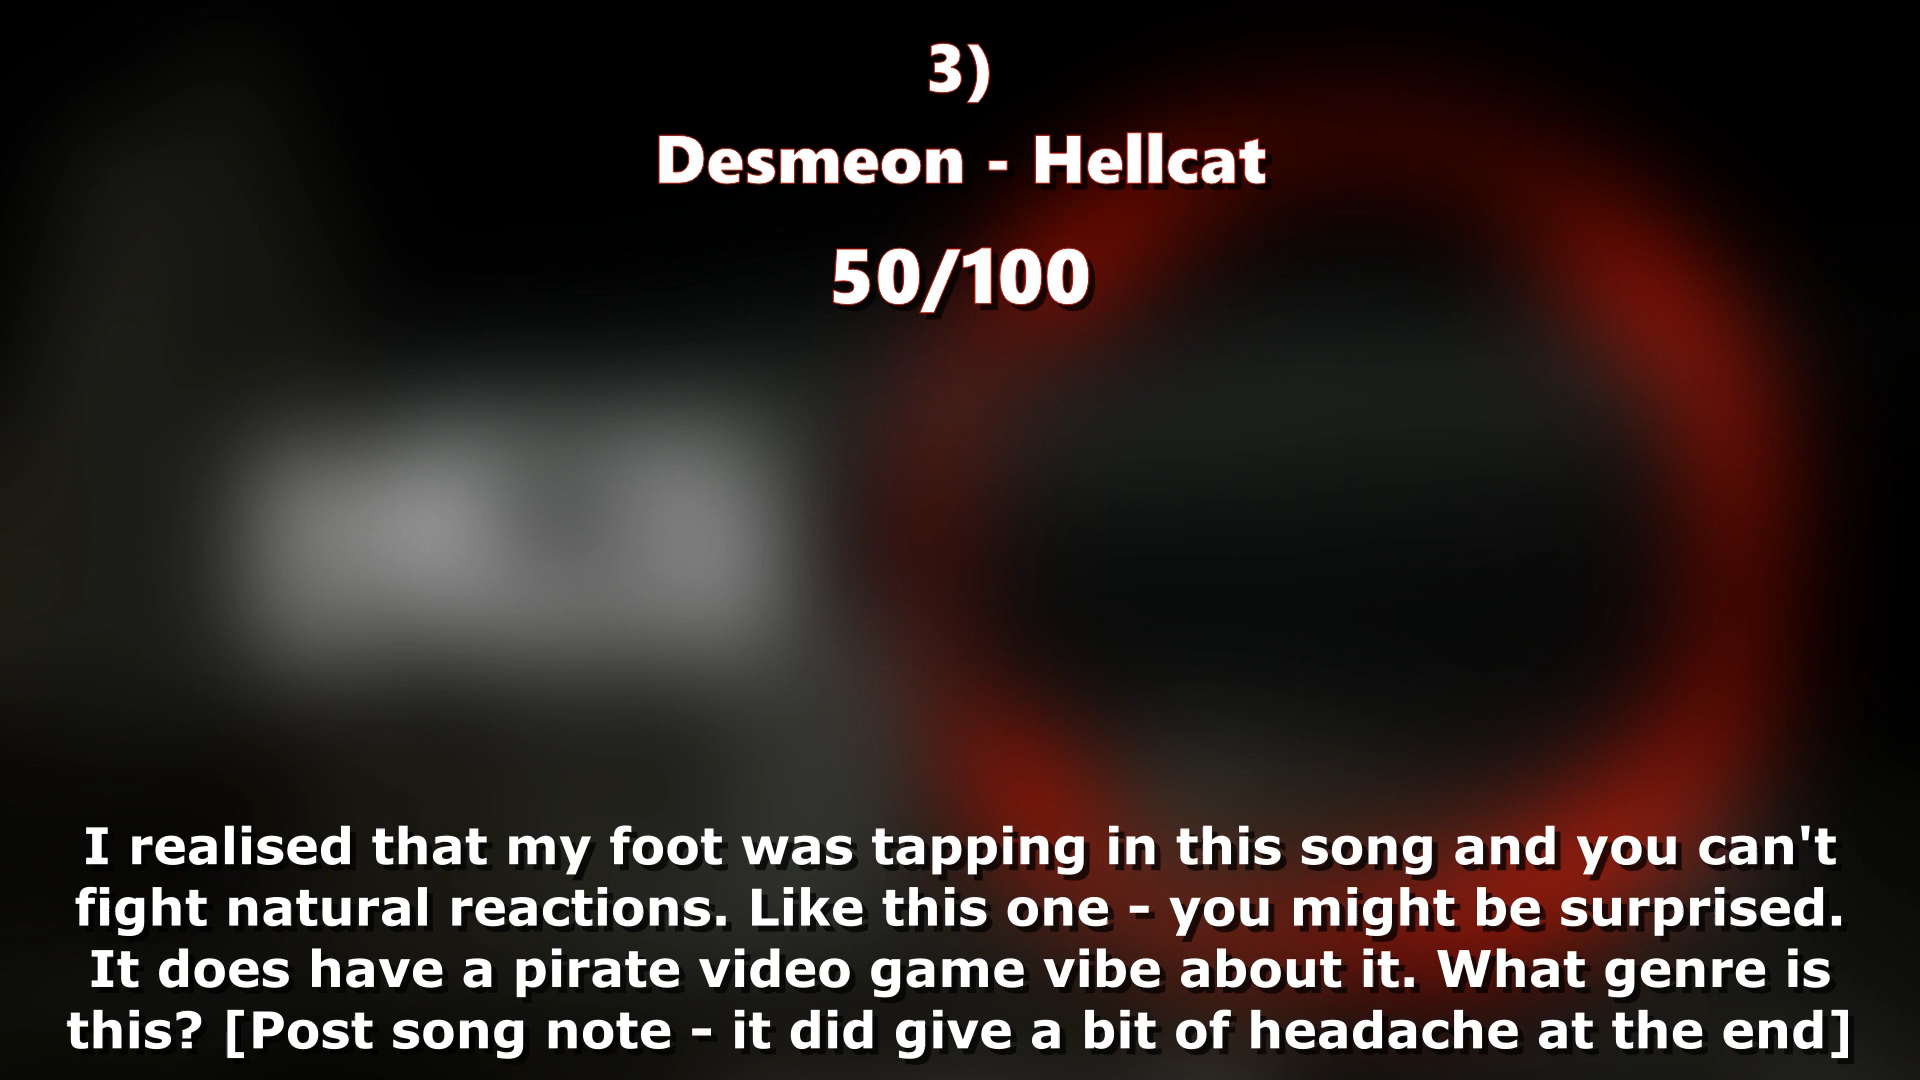 3)
Desmeon - Hellcat
50/100
I realised that my foot was tapping in this song and you can't
fight natural reactions. Like this one - you might be surprised.
It does have a pirate video game vibe about it. What genre is
this? [Post song note - it did give a bit of headache at the end]